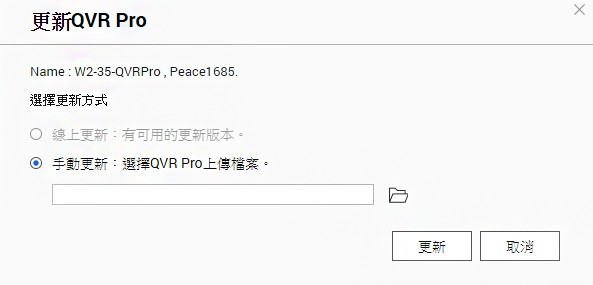 更新QVR Pro
Name : W2-35-QVRPro , Peace1685.
選擇更新方式
線上更新：有可用的更新版本。
手動更新：選擇QVR Pro上傳檔案。
更新 取消